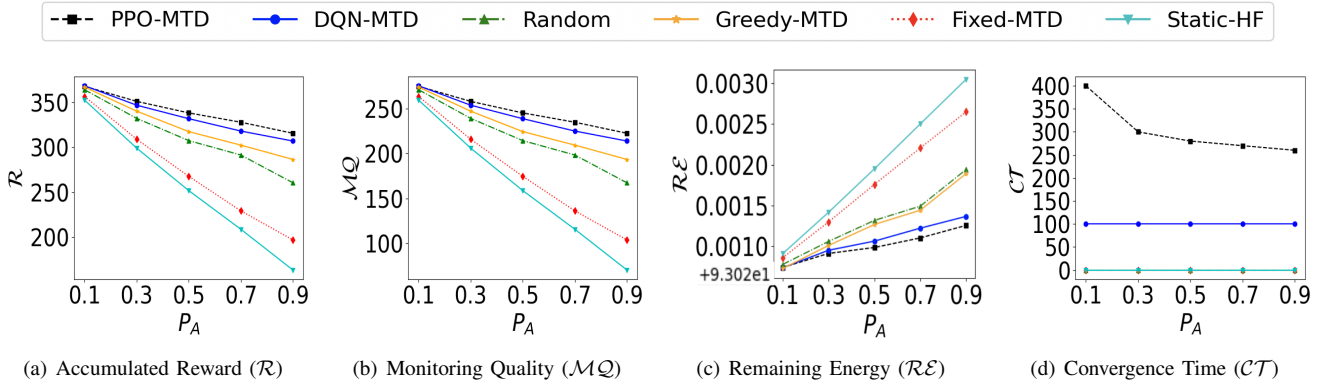 PPO-MTD DQN-MTD Random Greedy-MTD Fixed-MTD Static-HF
350
300
250
200
ℛ
0.1 0.3 0.5 0.7 0.9
P_A
(a) Accumulated Reward (ℛ)
250
200
150
100
ℳ𝒬
0.1 0.3 0.5 0.7 0.9
P_A
(b) Monitoring Quality (ℳ𝒬)
0.0030
0.0025
0.0020
0.0015
0.0010
+9.302e1
ℛℰ
0.1 0.3 0.5 0.7 0.9
P_A
(c) Remaining Energy (ℛℰ)
400
350
300
250
200
150
100
50
0
𝒞𝒯
0.1 0.3 0.5 0.7 0.9
P_A
(d) Convergence Time (𝒞𝒯)